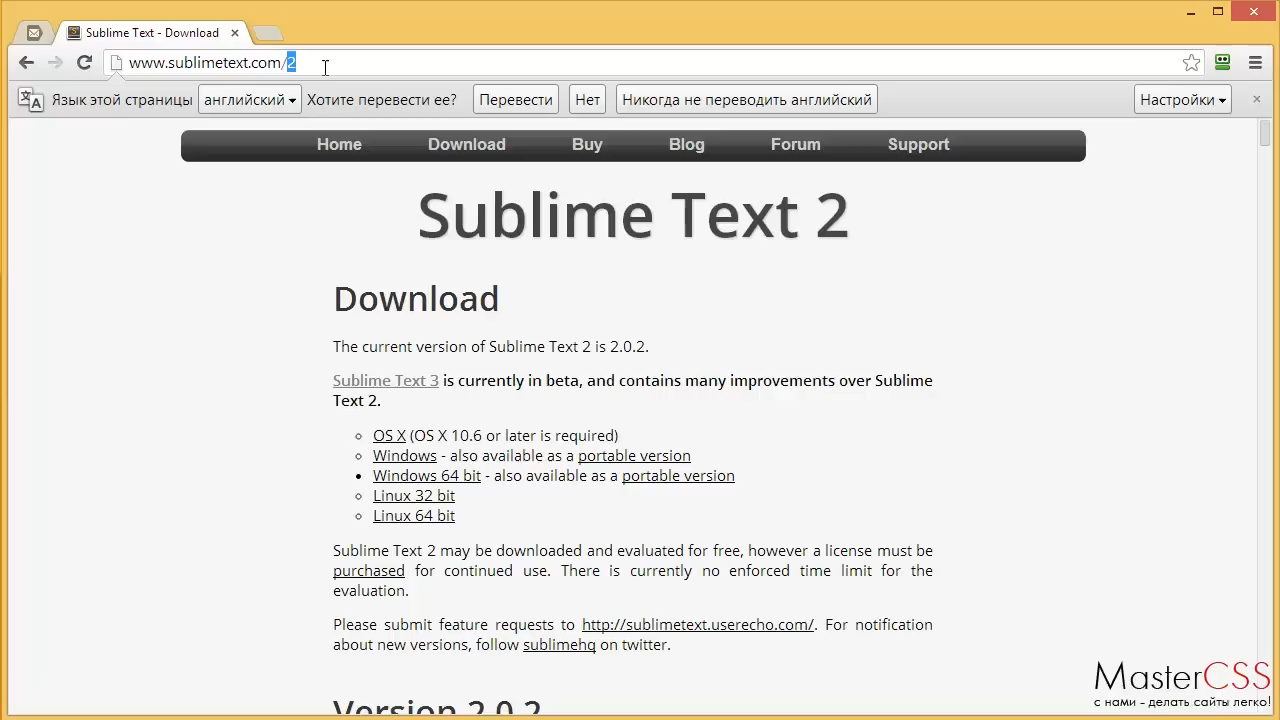 Sublime Text - Download
www.sublimetext.com/2
Язык этой страницы английский Хотите перевести ее? Перевести Нет Никогда не переводить английский Настройки
Home Download Buy Blog Forum Support
Sublime Text 2
Download
The current version of Sublime Text 2 is 2.0.2.
Sublime Text 3 is currently in beta, and contains many improvements over Sublime
Text 2.
OS X (OS X 10.6 or later is required)
Windows - also available as a portable version
Windows 64 bit - also available as a portable version
Linux 32 bit
Linux 64 bit
Sublime Text 2 may be downloaded and evaluated for free, however a license must be
purchased for continued use. There is currently no enforced time limit for the
evaluation.
Please submit feature requests to http://sublimetext.userecho.com/. For notification
about new versions, follow sublimehq on twitter.
Version 2.0.2
MasterCSS
с нами - делать сайты легко!